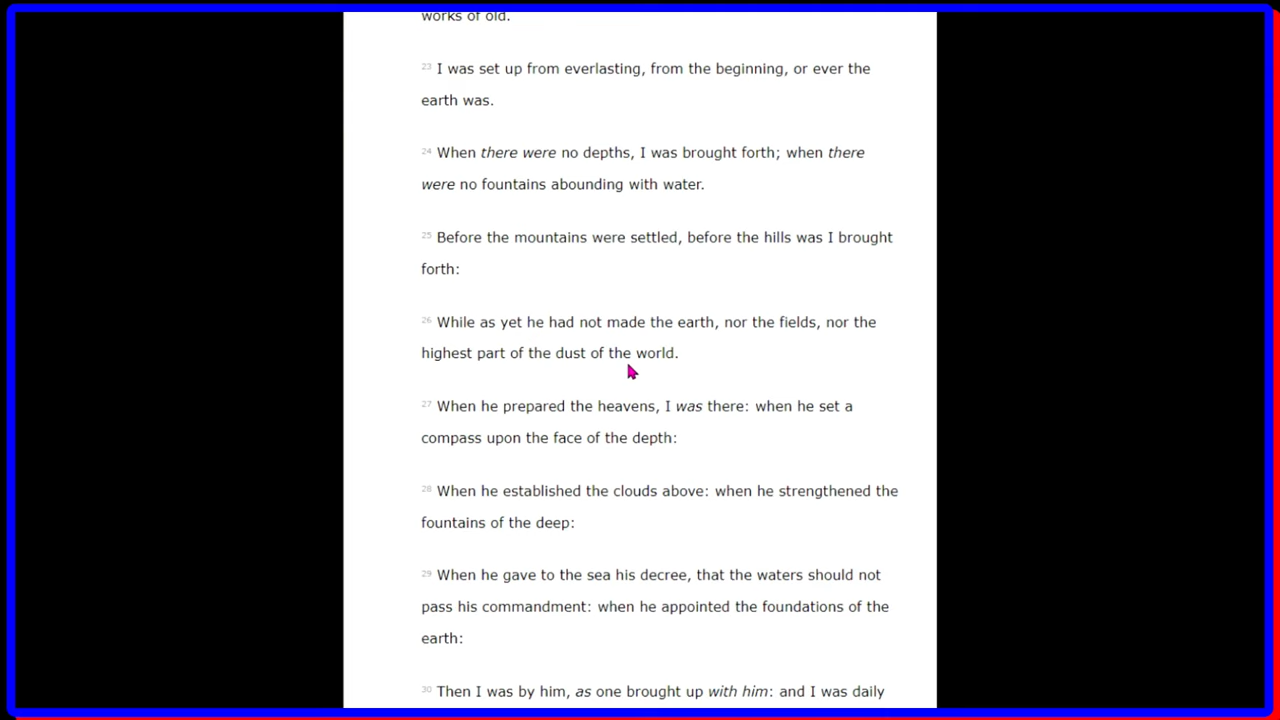 works of old.
23 I was set up from everlasting, from the beginning, or ever the
earth was.
24 When there were no depths, I was brought forth; when there
were no fountains abounding with water.
25 Before the mountains were settled, before the hills was I brought
forth:
26 While as yet he had not made the earth, nor the fields, nor the
highest part of the dust of the world.
27 When he prepared the heavens, I was there: when he set a
compass upon the face of the depth:
28 When he established the clouds above: when he strengthened the
fountains of the deep:
29 When he gave to the sea his decree, that the waters should not
pass his commandment: when he appointed the foundations of the
earth:
30 Then I was by him, as one brought up with him: and I was daily